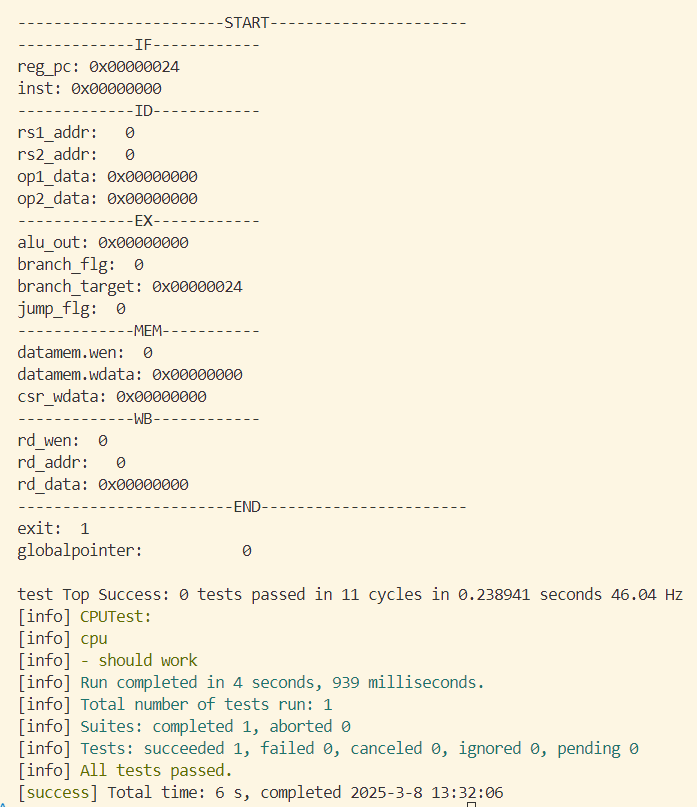 -----------------------START----------------------
-------------IF------------
reg_pc: 0x00000024
inst: 0x00000000
-------------ID------------
rs1_addr:   0
rs2_addr:   0
op1_data: 0x00000000
op2_data: 0x00000000
-------------EX------------
alu_out: 0x00000000
branch_flg:  0
branch_target: 0x00000024
jump_flg:  0
-------------MEM-----------
datamem.wen:  0
datamem.wdata: 0x00000000
csr_wdata: 0x00000000
-------------WB------------
rd_wen:  0
rd_addr:   0
rd_data: 0x00000000
------------------------END-----------------------
exit:  1
globalpointer:           0
test Top Success: 0 tests passed in 11 cycles in 0.238941 seconds 46.04 Hz
[info] CPUTest:
[info] cpu
[info] - should work
[info] Run completed in 4 seconds, 939 milliseconds.
[info] Total number of tests run: 1
[info] Suites: completed 1, aborted 0
[info] Tests: succeeded 1, failed 0, canceled 0, ignored 0, pending 0
[info] All tests passed.
[success] Total time: 6 s, completed 2025-3-8 13:32:06